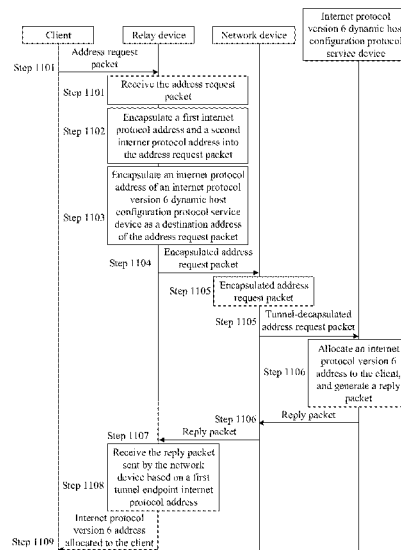 Client
Relay device
Network device
Internet protocol
version 6 dynamic host
configuration protocol
service device
Step 1101
Address request
packet
Step 1101
Receive the address request
packet
Step 1102
Encapsulate a first internet
protocol address and a second
internet protocol address into
the address request packet
Step 1103
Encapsulate an internet protocol
address of an internet protocol
version 6 dynamic host
configuration protocol service
device as a destination address
of the address request packet
Step 1104
Encapsulated address
request packet
Step 1105
Encapsulated address
request packet
Step 1105
Tunnel-decapsulated
address request packet
Step 1106
Allocate an internet
protocol version 6
address to the client,
and generate a reply
packet
Step 1106
Reply packet
Step 1107
Reply packet
Step 1108
Receive the reply packet
sent by the network
device based on a first
tunnel endpoint internet
protocol address
Step 1109
Internet protocol
version 6 address
allocated to the client